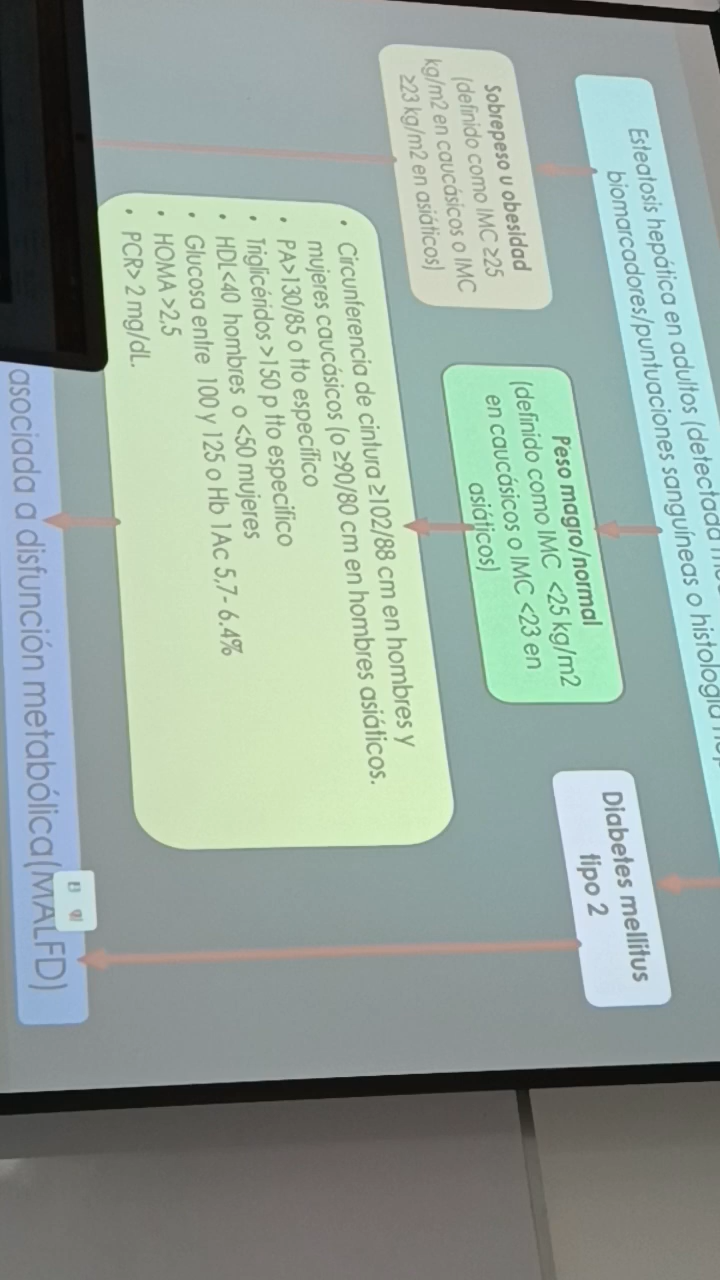 Esteatosis hepática en adultos (detectada
biomarcadores/puntuaciones sanguíneas o histología
Sobrepeso u obesidad
(definido como IMC ≥25
kg/m2 en caucásicos o IMC
≥23 kg/m2 en asiáticos)
Peso magro/normal
(definido como IMC <25 kg/m2
en caucásicos o IMC <23 en
asiáticos)
Diabetes mellitus
tipo 2
• Circunferencia de cintura ≥102/88 cm en hombres y
mujeres caucásicos (o ≥90/80 cm en hombres asiáticos.
• PA>130/85 o tto específico
• Triglicéridos >150 p tto especifico
• HDL<40 hombres o <50 mujeres
• Glucosa entre 100 y 125 o Hb 1Ac 5,7- 6.4%
• HOMA >2,5
• PCR> 2 mg/dL.
asociada a disfunción metabólica(MALFD)